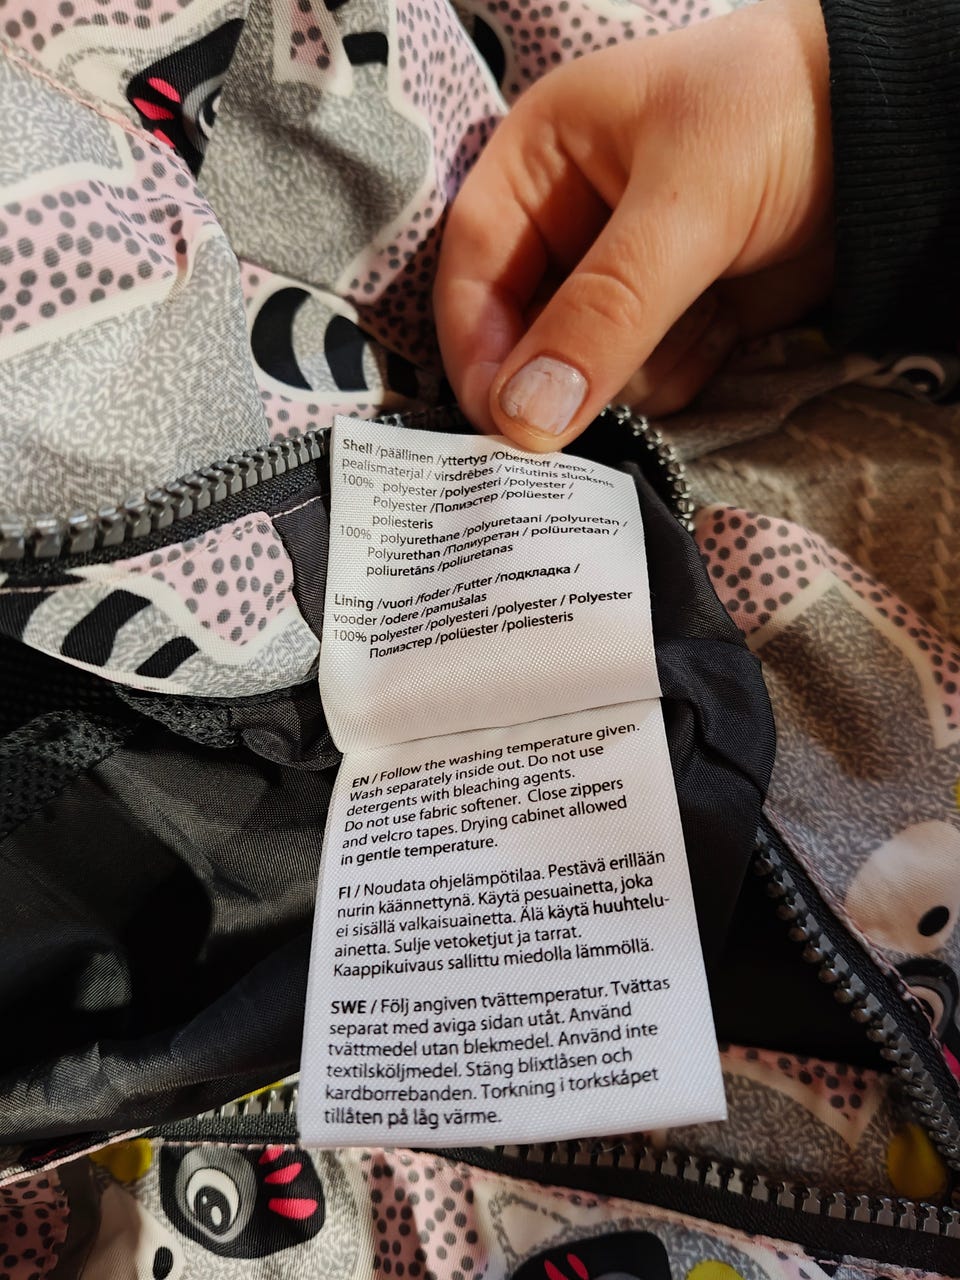 Shell /päällinen /yttertyg /Oberstoff /верх /
pealismaterjal / virsdrēbes / viršutinis sluoksnis
100% polyester /polyesteri /polyester /
Polyester /Полиэстер /polüester /
poliesteris
100% polyurethane /polyuretaani /polyuretan /
Polyurethan /Полиуретан / polüuretaan /
poliuretāns /poliuretanas
Lining /vuori /foder /Futter /подкладка /
vooder /odere /pamušalas
100% polyester /polyesteri /polyester / Polyester
Полиэстер /polüester /poliesteris
EN / Follow the washing temperature given.
Wash separately inside out. Do not use
detergents with bleaching agents.
Do not use fabric softener. Close zippers
and velcro tapes. Drying cabinet allowed
in gentle temperature.
FI / Noudata ohjelämpötilaa. Pestävä erillään
nurin käännettynä. Käytä pesuainetta, joka
ei sisällä valkaisuainetta. Älä käytä huuhtelu-
ainetta. Sulje vetoketjut ja tarrat.
Kaappikuivaus sallittu miedolla lämmöllä.
SWE / Följ angiven tvättemperatur. Tvättas
separat med aviga sidan utåt. Använd
tvättmedel utan blekmedel. Använd inte
textilsköljmedel. Stäng blixtlåsen och
kardborrebanden. Torkning i torkskåpet
tillåten på låg värme.